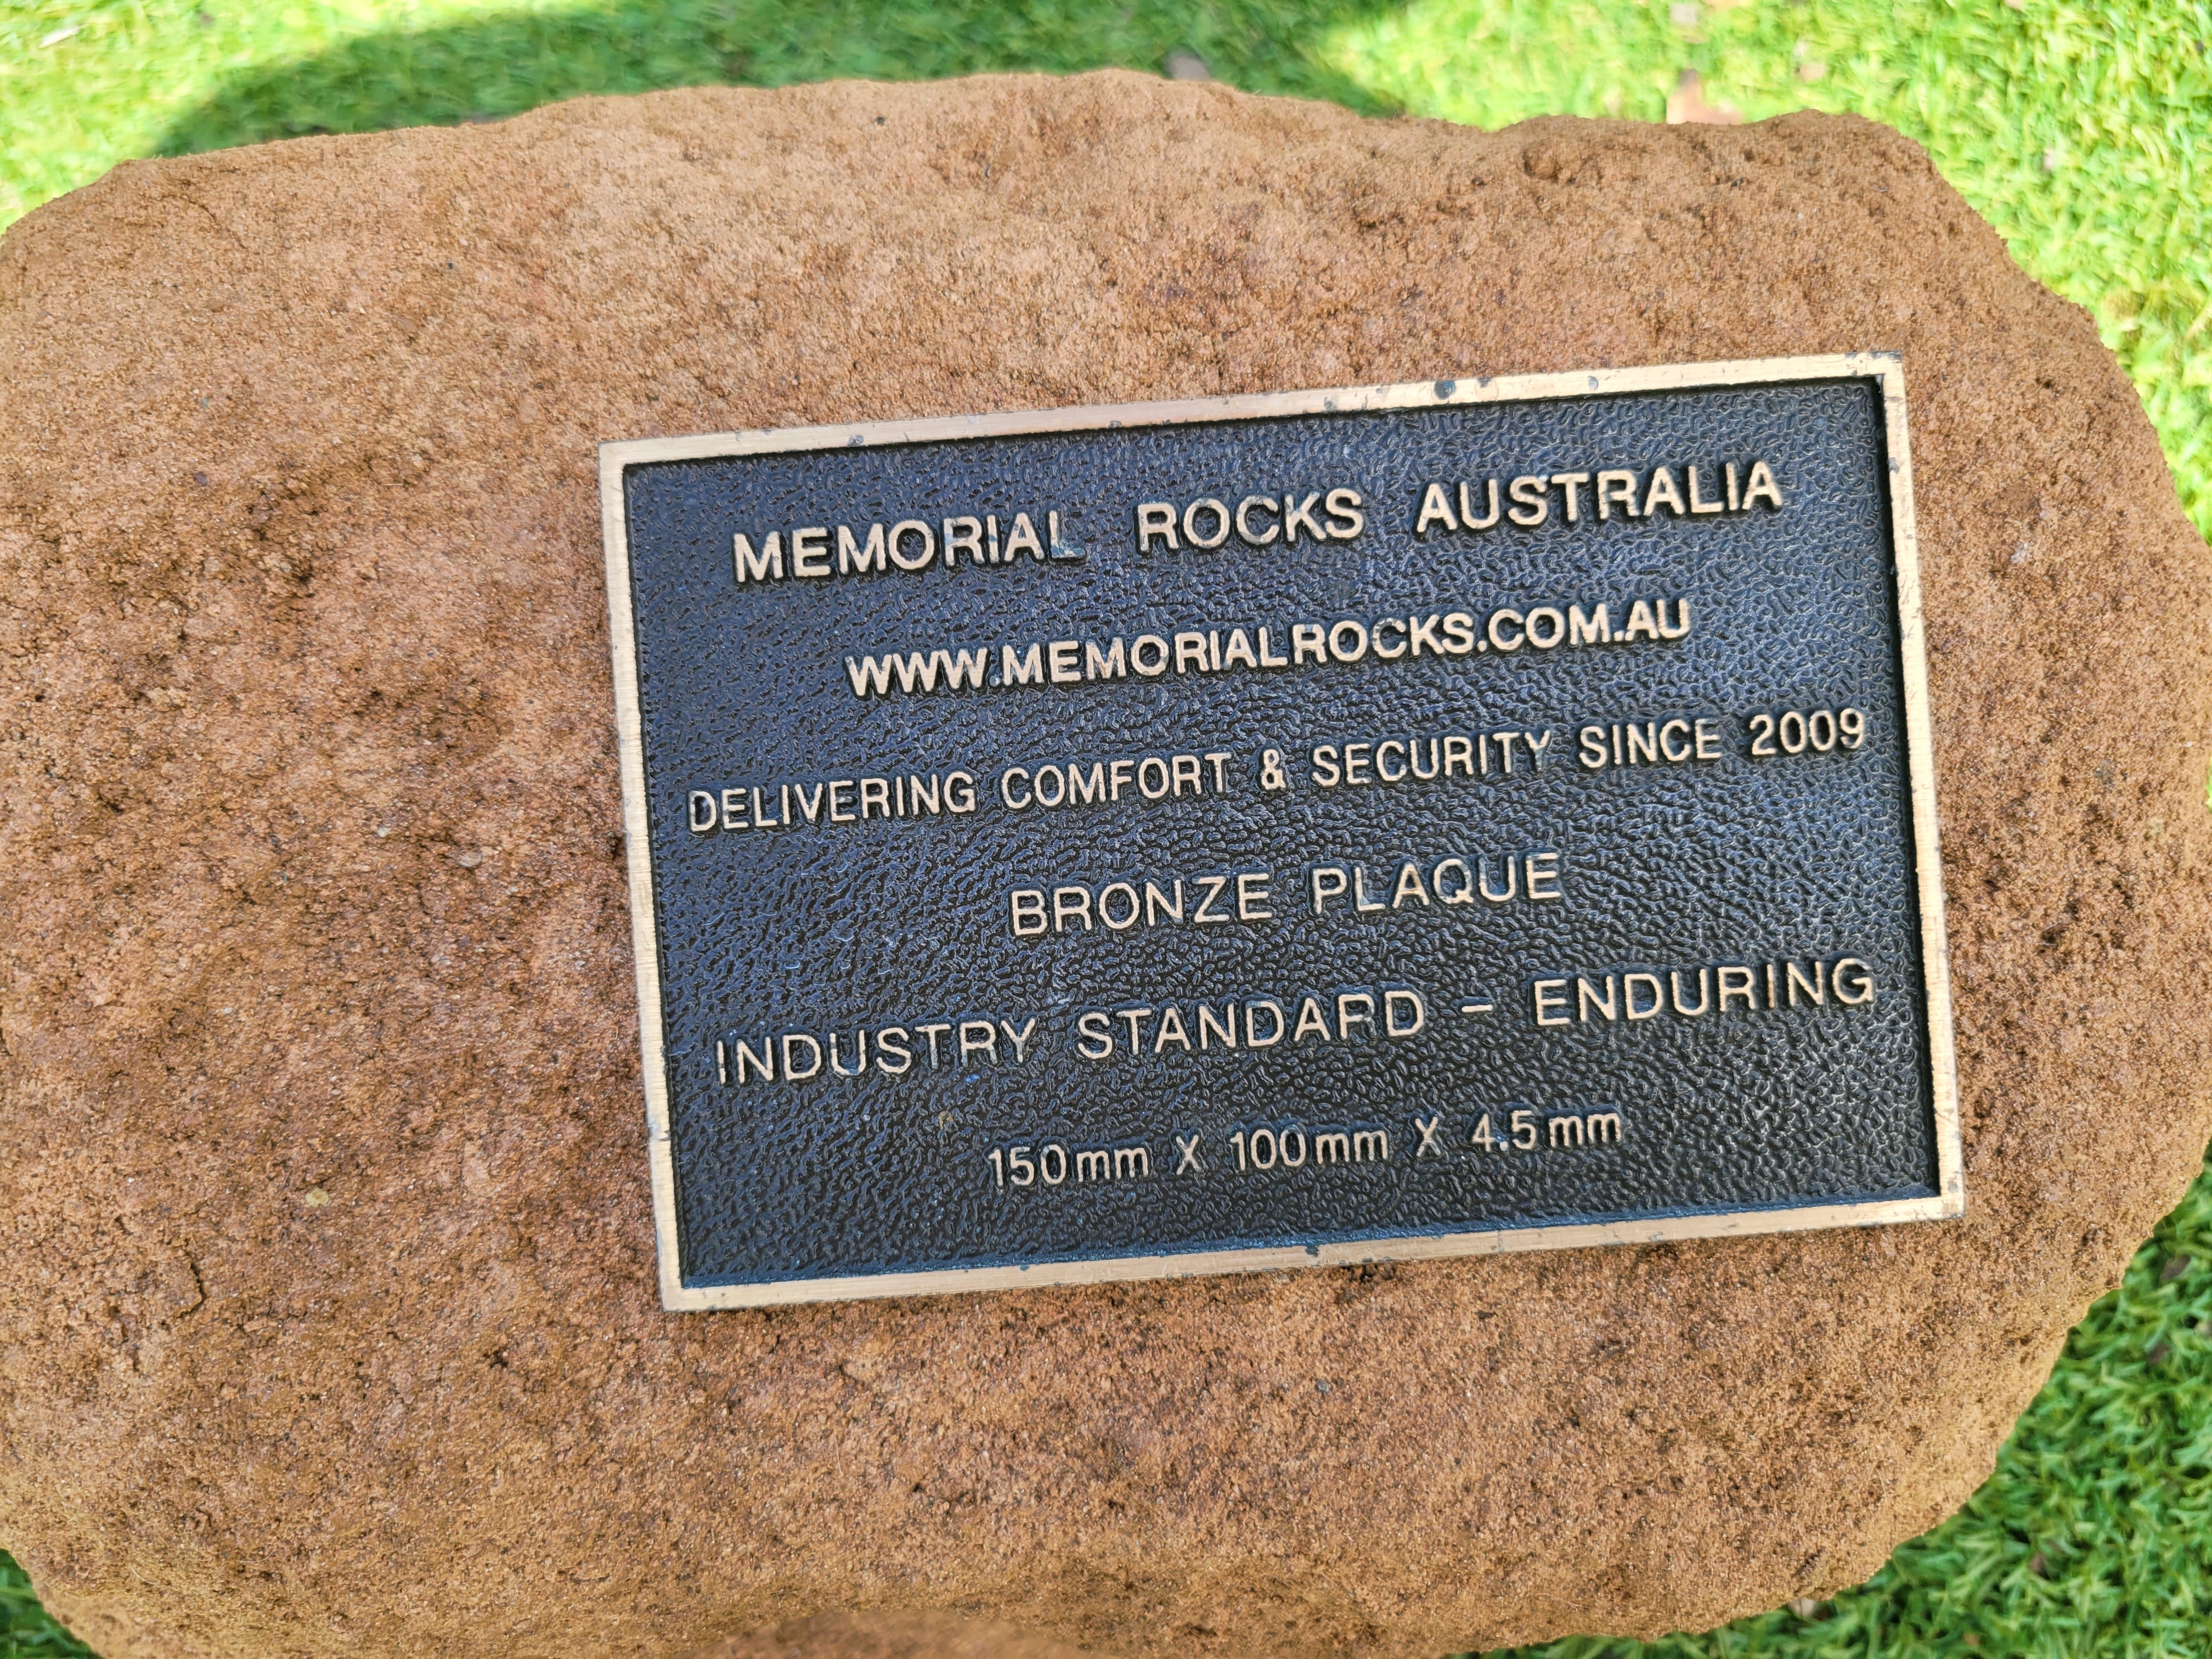 MEMORIAL ROCKS AUSTRALIA
WWW.MEMORIALROCKS.COM.AU
DELIVERING COMFORT & SECURITY SINCE 2009
BRONZE PLAQUE
INDUSTRY STANDARD - ENDURING
150mm X 100mm X 4.5mm